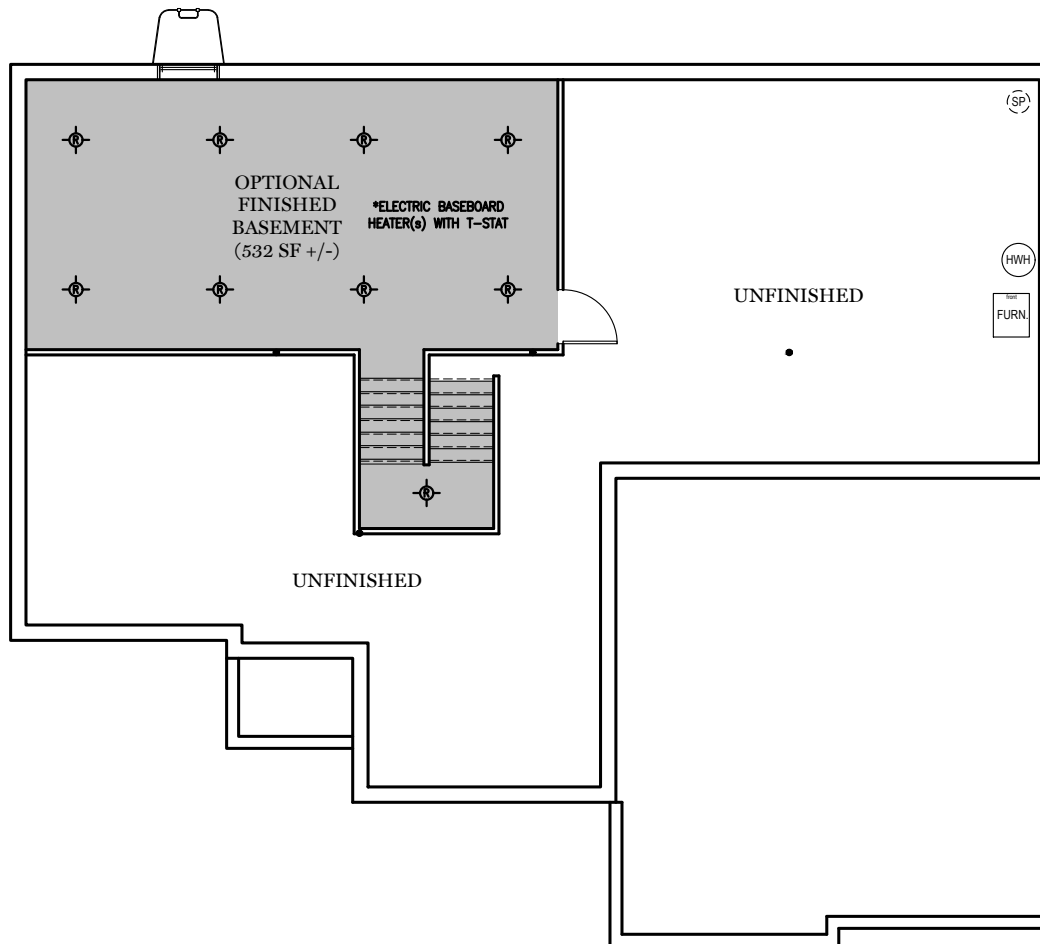 SP
R R R R
OPTIONAL
FINISHED
BASEMENT
(532 SF +/-)
*ELECTRIC BASEBOARD
HEATER(s) WITH T-STAT
R R R R
HWH
UNFINISHED
front
FURN.
R
UNFINISHED